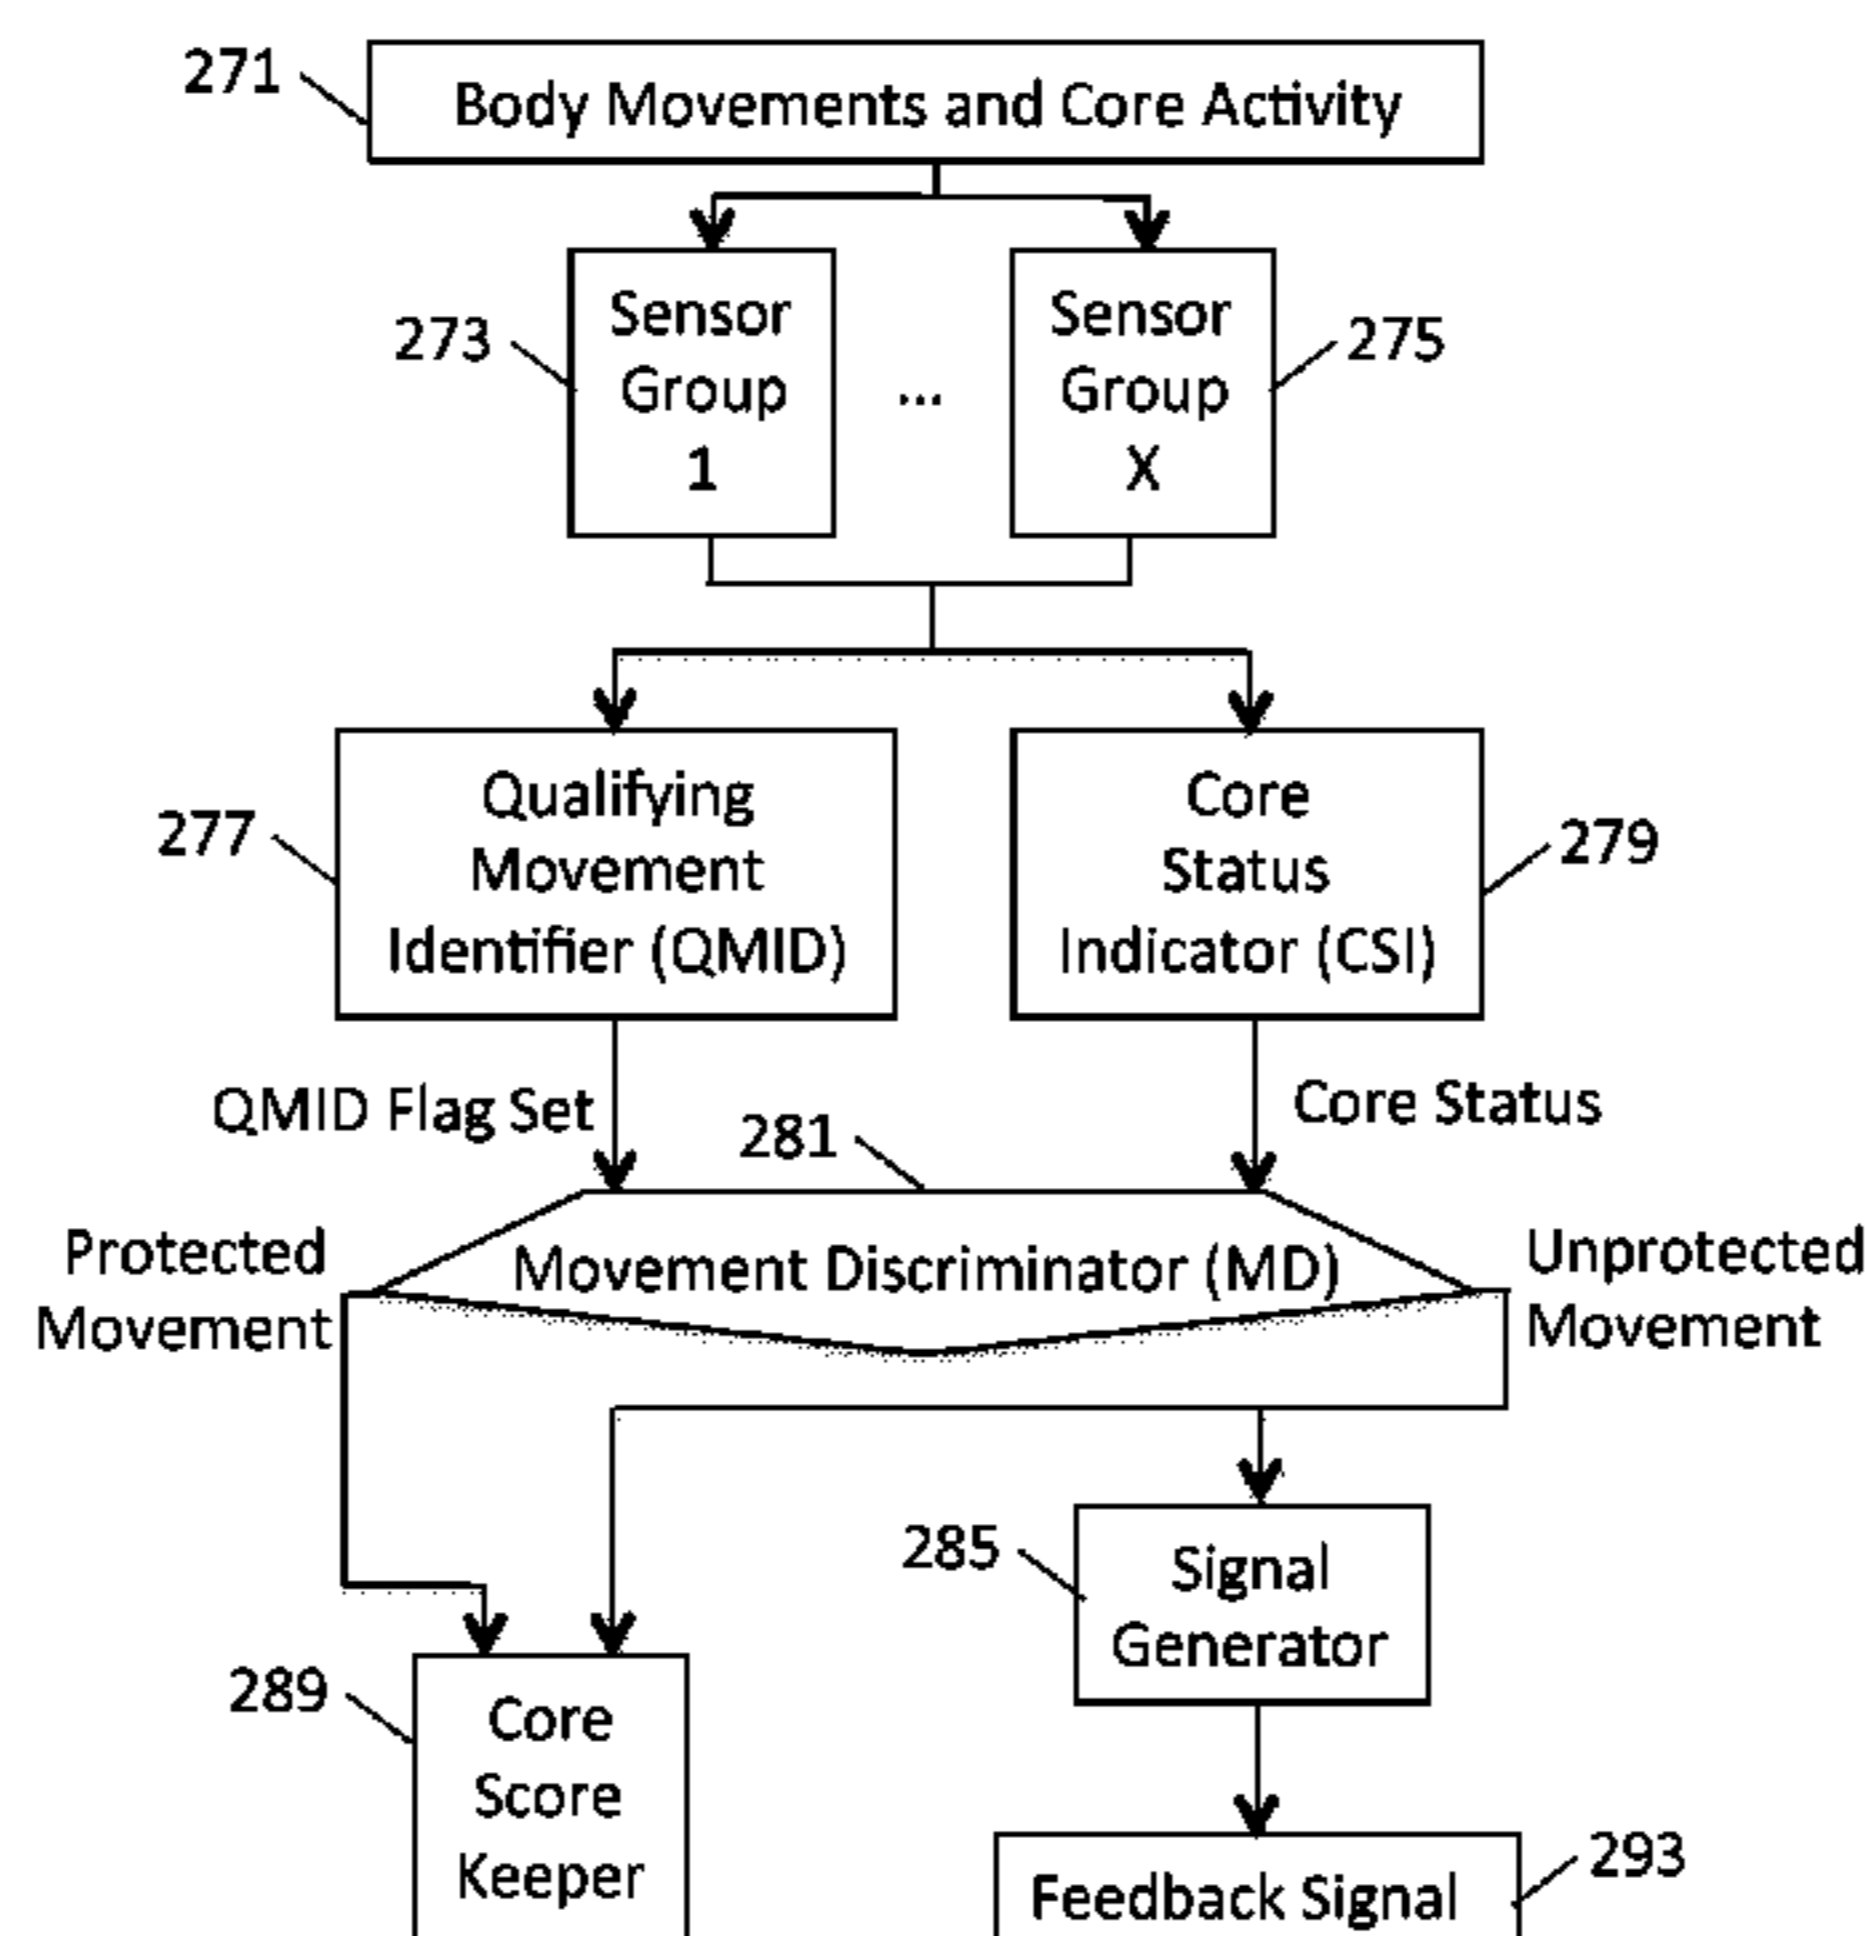 271
Body Movements and Core Activity
273
Sensor
Group
1
...
Sensor
Group
X
275
277
Qualifying
Movement
Identifier (QMID)
Core
Status
Indicator (CSI)
279
QMID Flag Set
281
Core Status
Protected
Movement
Movement Discriminator (MD)
Unprotected
Movement
285
Signal
Generator
289
Core
Score
Keeper
Feedback Signal
293